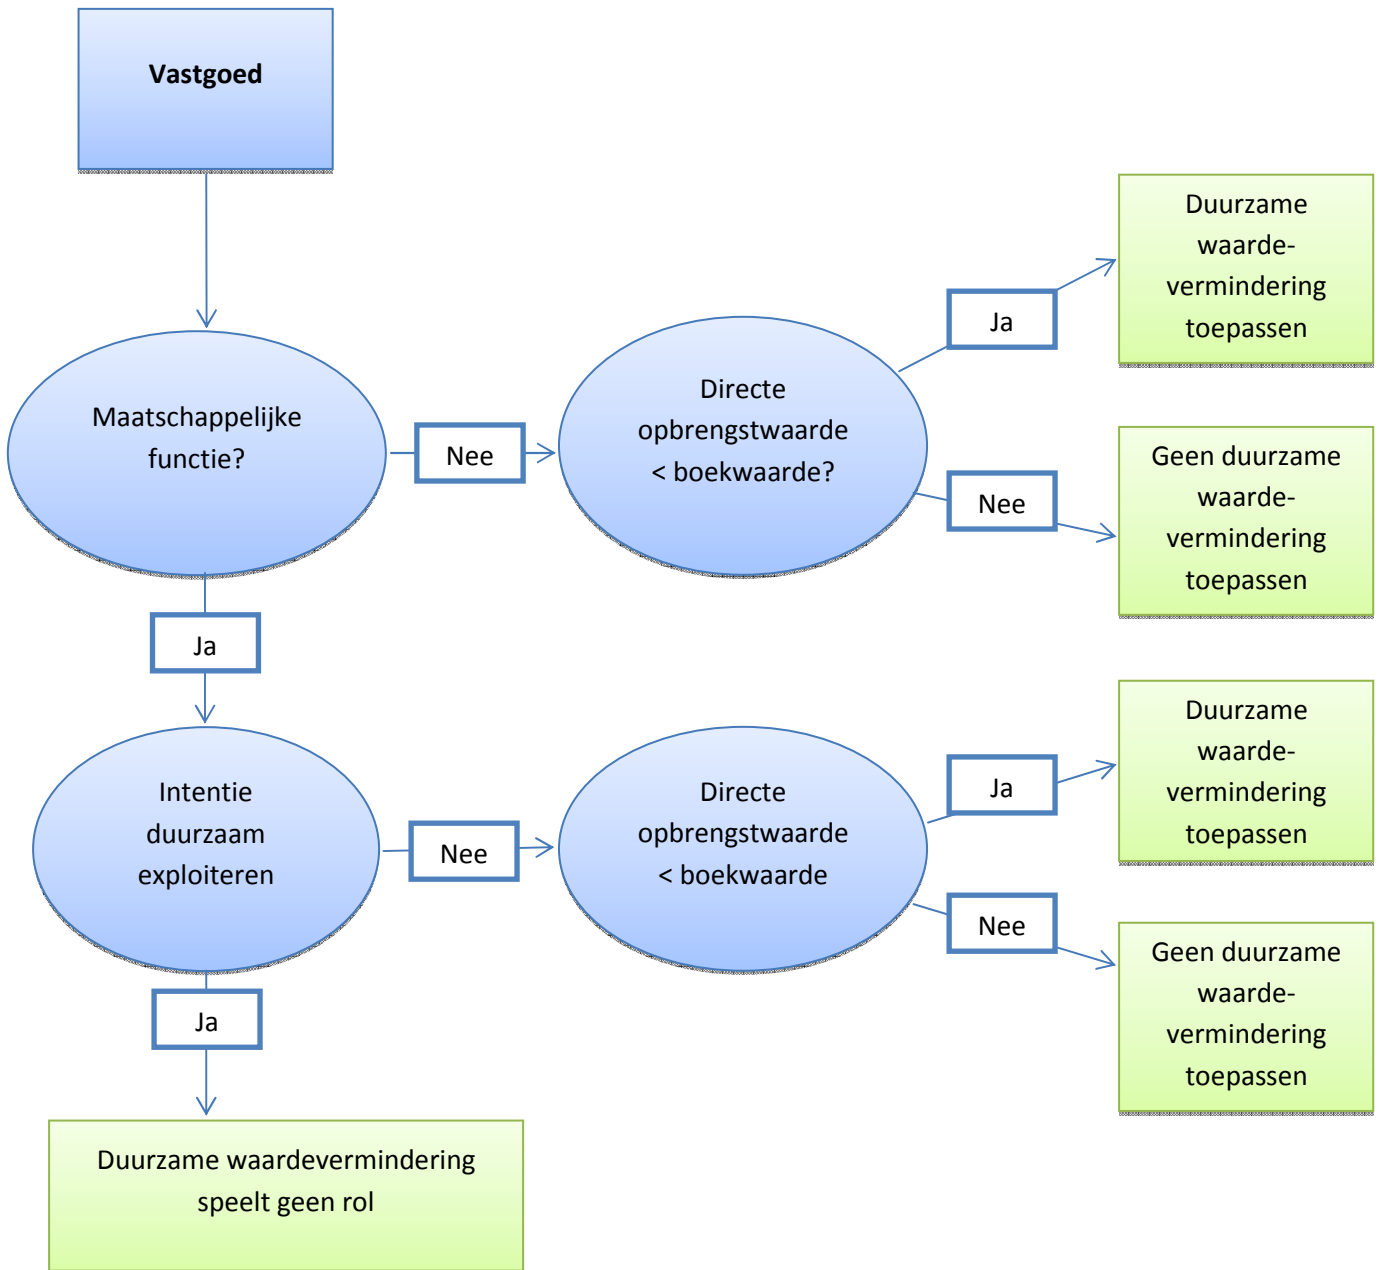 Vastgoed
Duurzame
waarde-
vermindering
toepassen
Ja
Maatschappelijke
functie?
Nee
Directe
opbrengstwaarde
< boekwaarde?
Nee
Geen duurzame
waarde-
vermindering
toepassen
Ja
Intentie
duurzaam
exploiteren
Nee
Directe
opbrengstwaarde
< boekwaarde
Ja
Duurzame
waarde-
vermindering
toepassen
Nee
Geen duurzame
waarde-
vermindering
toepassen
Ja
Duurzame waardevermindering
speelt geen rol